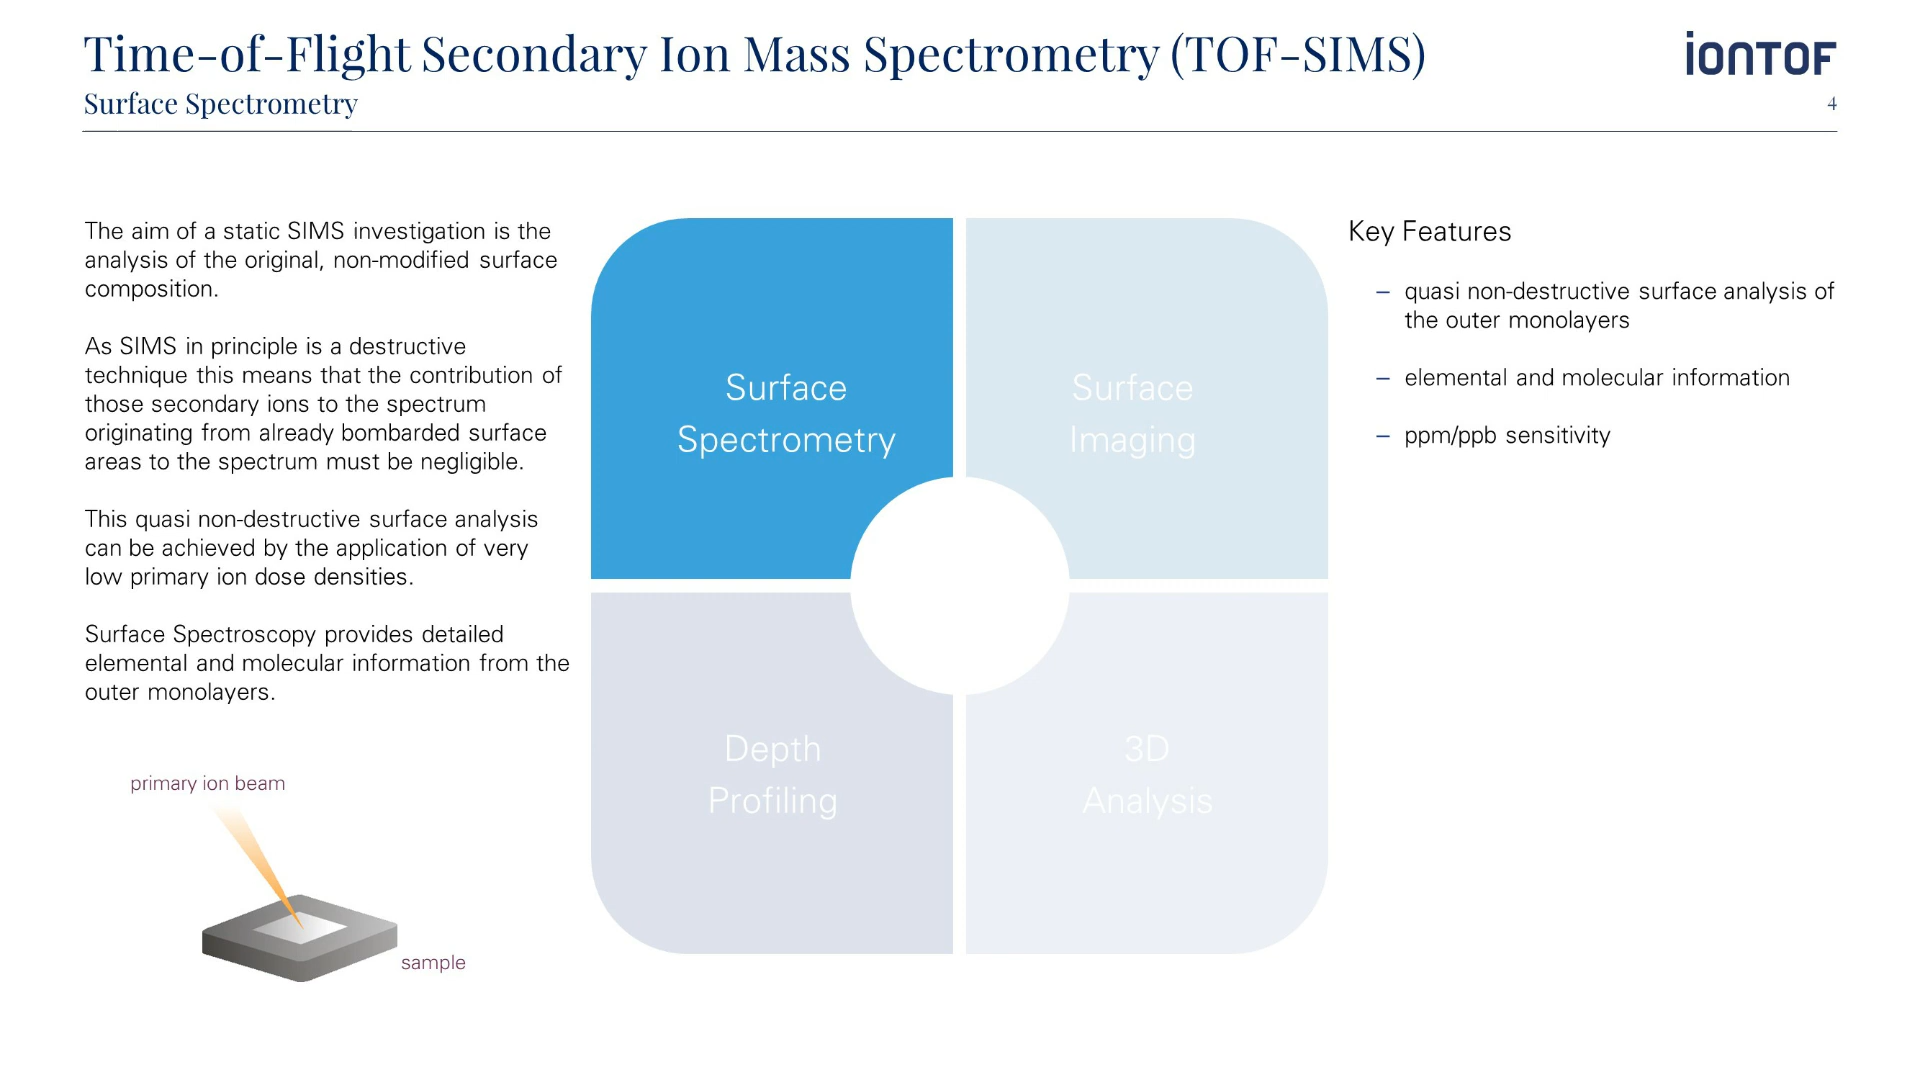 Time-of-Flight Secondary Ion Mass Spectrometry (TOF-SIMS)
Surface Spectrometry
ionTOF
4
The aim of a static SIMS investigation is the
analysis of the original, non-modified surface
composition.
As SIMS in principle is a destructive
technique this means that the contribution of
those secondary ions to the spectrum
originating from already bombarded surface
areas to the spectrum must be negligible.
This quasi non-destructive surface analysis
can be achieved by the application of very
low primary ion dose densities.
Surface Spectroscopy provides detailed
elemental and molecular information from the
outer monolayers.
primary ion beam
sample
Surface
Spectrometry
Surface
Imaging
Depth
Profiling
3D
Analysis
Key Features
– quasi non-destructive surface analysis of
the outer monolayers
– elemental and molecular information
– ppm/ppb sensitivity